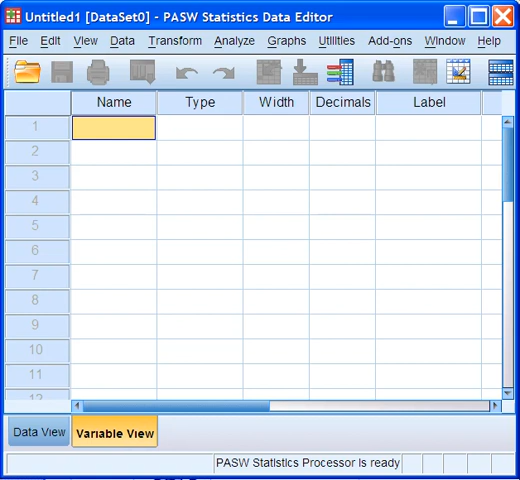 Untitled1 [DataSet0] - PASW Statistics Data Editor
File Edit View Data Transform Analyze Graphs Utilities Add-ons Window Help
Name Type Width Decimals Label
1
2
3
4
5
6
7
8
9
10
11
12
Data View Variable View
PASW Statistics Processor is ready